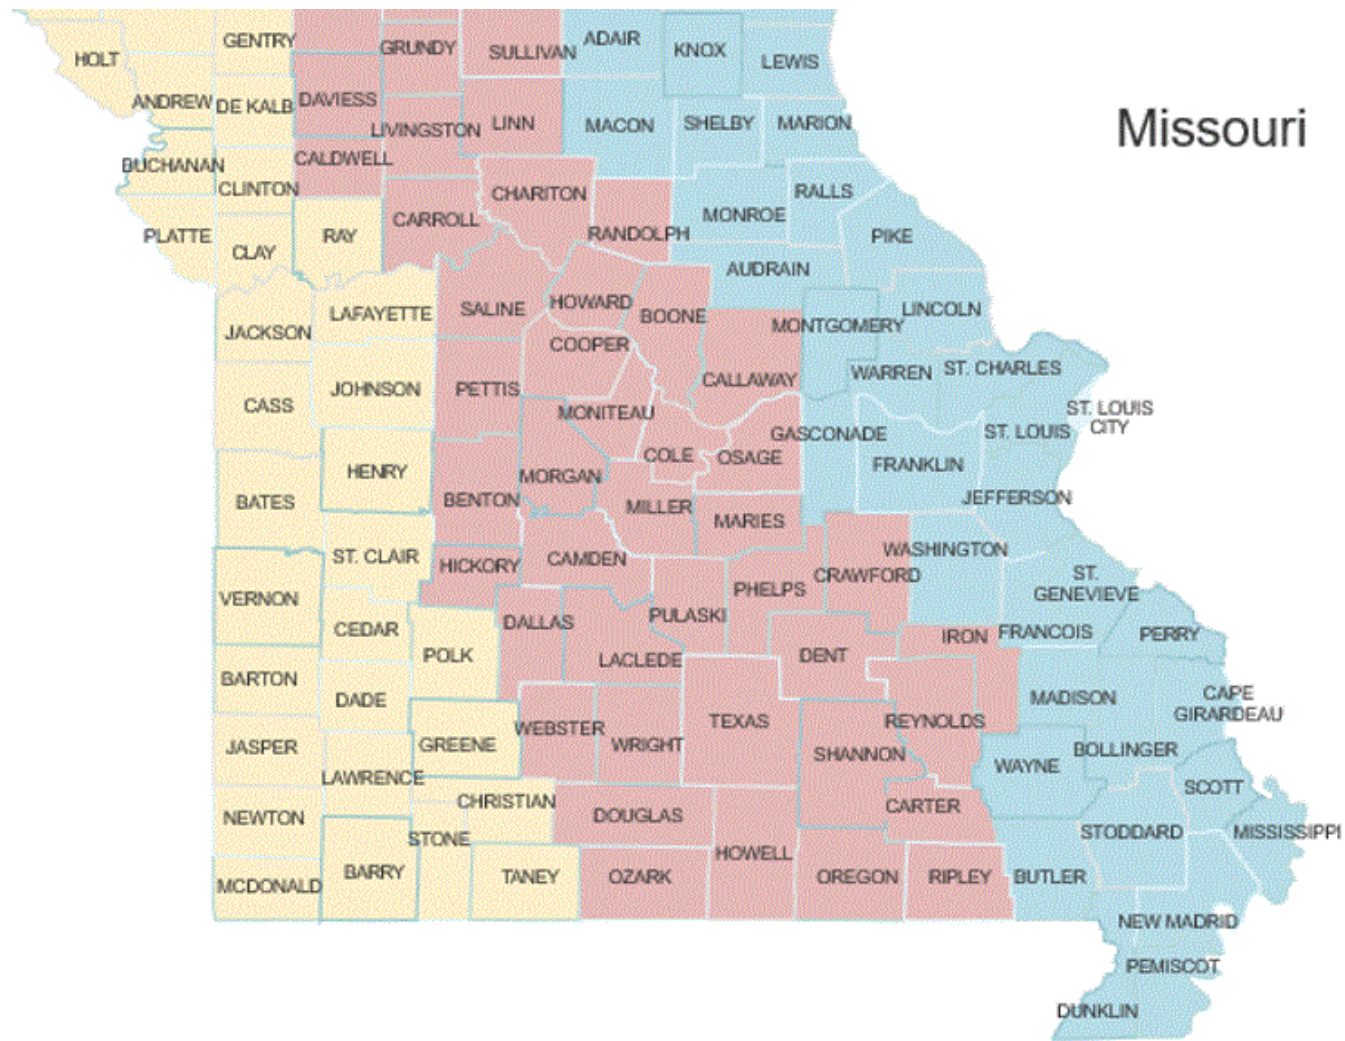 Missouri
HOLT
GENTRY
GRUNDY
SULLIVAN
ADAIR
KNOX
LEWIS
ANDREW
DE KALB
DAVIESS
LIVINGSTON
LINN
MACON
SHELBY
MARION
BUCHANAN
CLINTON
CALDWELL
CARROLL
CHARITON
RANDOLPH
MONROE
RALLS
PIKE
PLATTE
CLAY
RAY
AUDRAIN
JACKSON
LAFAYETTE
SALINE
HOWARD
BOONE
MONTGOMERY
LINCOLN
COOPER
CASS
JOHNSON
PETTIS
CALLAWAY
WARREN
ST. CHARLES
MONITEAU
GASCONADE
ST. LOUIS
ST. LOUIS
CITY
HENRY
MORGAN
COLE
OSAGE
FRANKLIN
BATES
BENTON
MILLER
MARIES
JEFFERSON
ST. CLAIR
HICKORY
CAMDEN
WASHINGTON
VERNON
PHELPS
CRAWFORD
ST.
GENEVIEVE
CEDAR
DALLAS
PULASKI
IRON
FRANCOIS
PERRY
POLK
LACLEDE
DENT
BARTON
DADE
MADISON
CAPE
GIRARDEAU
JASPER
GREENE
WEBSTER
WRIGHT
TEXAS
SHANNON
REYNOLDS
WAYNE
BOLLINGER
LAWRENCE
CHRISTIAN
SCOTT
NEWTON
STONE
DOUGLAS
CARTER
STODDARD
MISSISSIPPI
MCDONALD
BARRY
TANEY
OZARK
HOWELL
OREGON
RIPLEY
BUTLER
NEW MADRID
PEMISCOT
DUNKLIN